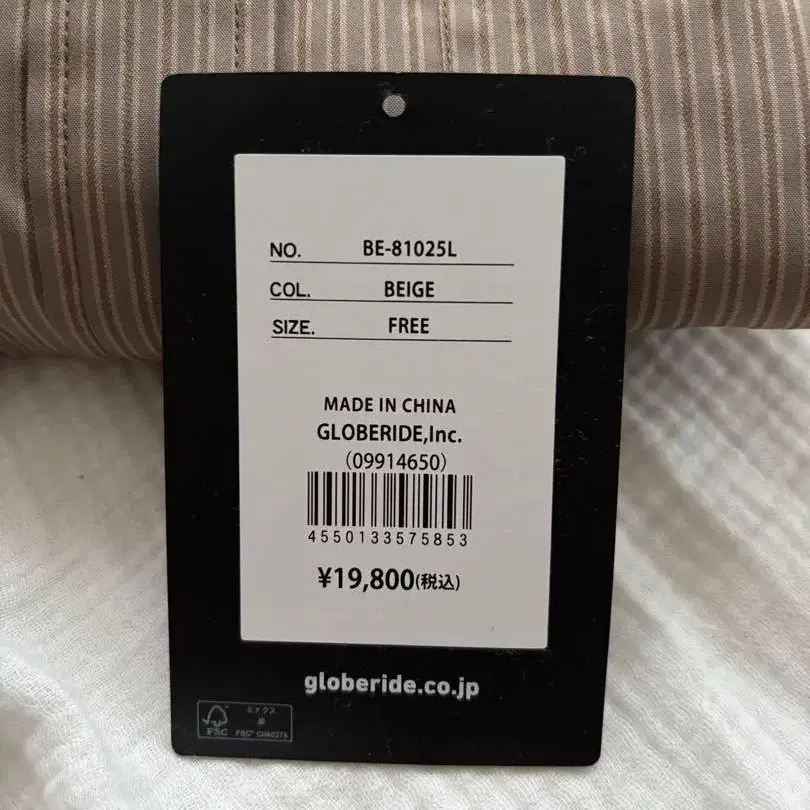 NO. BE-81025L
COL. BEIGE
SIZE. FREE
MADE IN CHINA
GLOBERIDE,Inc.
(09914650)
4550133575853
¥19,800(税込)
globeride.co.jp
ミックス
FSC